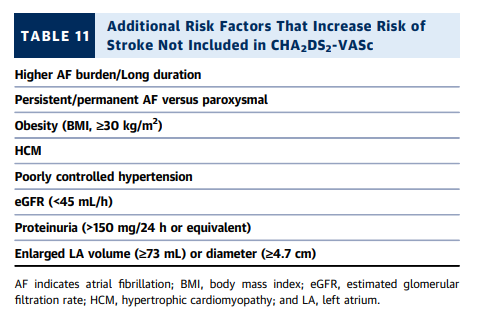 TABLE 11
Additional Risk Factors That Increase Risk of
Stroke Not Included in CHA₂DS₂-VASc
Higher AF burden/Long duration
Persistent/permanent AF versus paroxysmal
Obesity (BMI, ≥30 kg/m²)
HCM
Poorly controlled hypertension
eGFR (<45 mL/h)
Proteinuria (>150 mg/24 h or equivalent)
Enlarged LA volume (≥73 mL) or diameter (≥4.7 cm)
AF indicates atrial fibrillation; BMI, body mass index; eGFR, estimated glomerular
filtration rate; HCM, hypertrophic cardiomyopathy; and LA, left atrium.